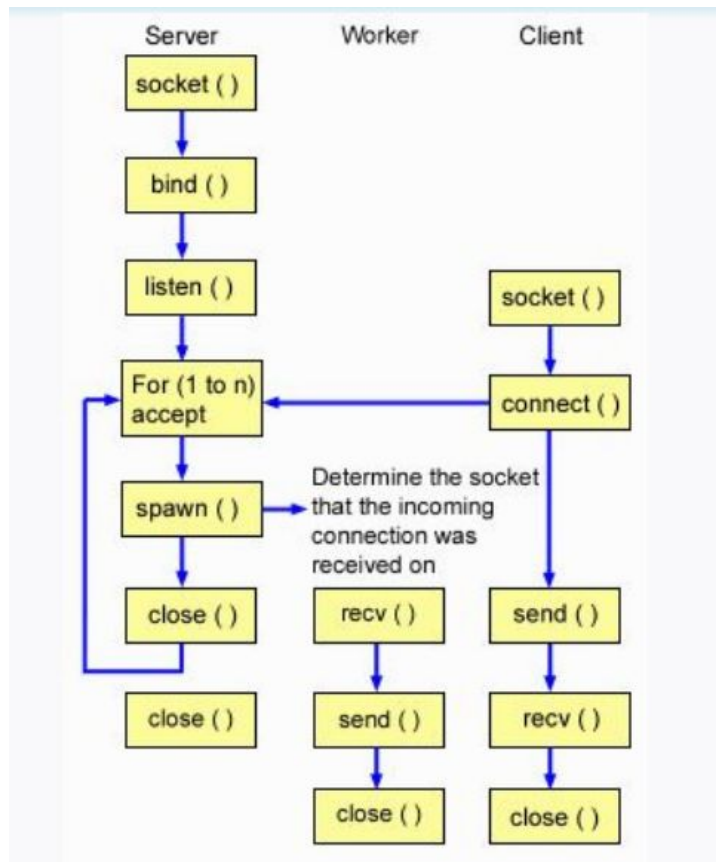 Server
Worker
Client
socket ( )
bind ( )
listen ( )
socket ( )
For (1 to n)
accept
connect ( )
spawn ( )
Determine the socket
that the incoming
connection was
received on
close ( )
recv ( )
send ( )
close ( )
send ( )
recv ( )
close ( )
close ( )